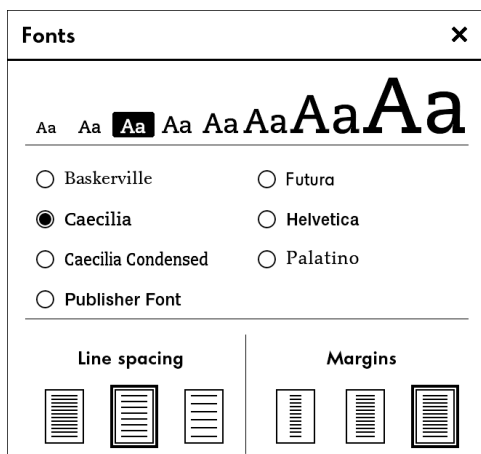 Fonts ×
Aa Aa Aa Aa Aa Aa Aa Aa
Baskerville Futura
Caecilia Helvetica
Caecilia Condensed Palatino
Publisher Font
Line spacing Margins